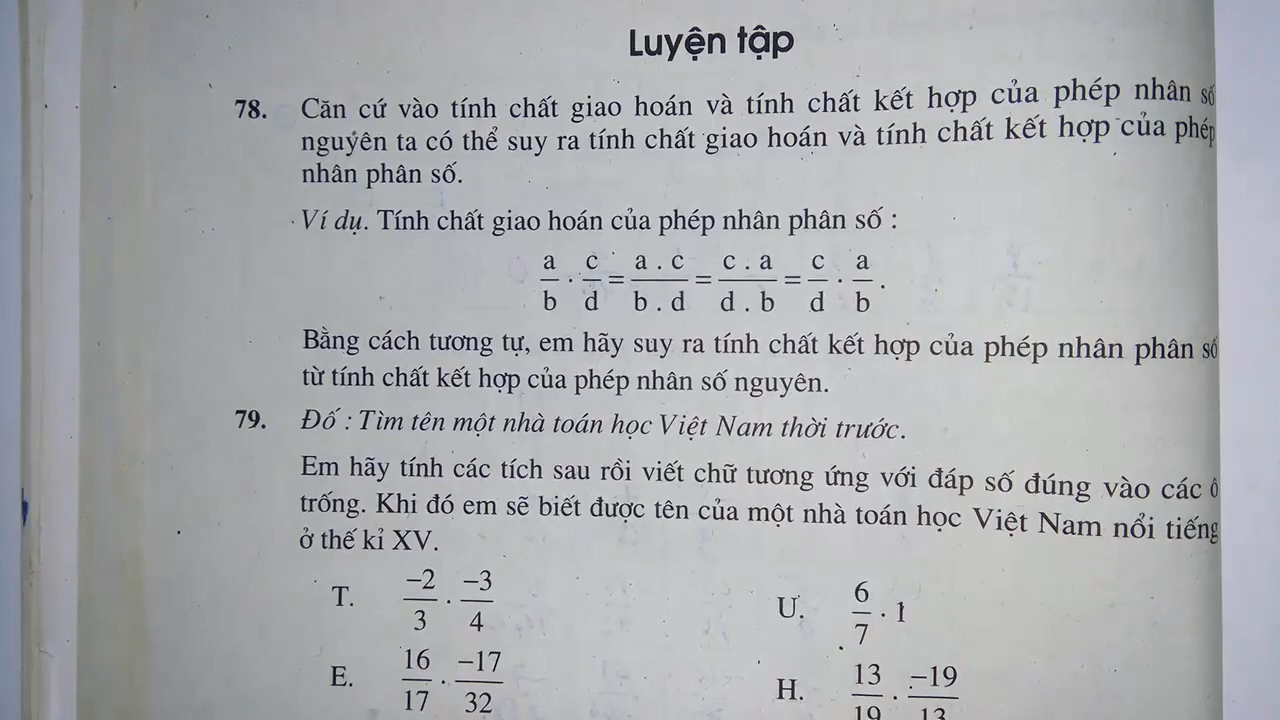 Luyện tập
78. Căn cứ vào tính chất giao hoán và tính chất kết hợp của phép nhân số
nguyên ta có thể suy ra tính chất giao hoán và tính chất kết hợp của phép
nhân phân số.
Ví dụ. Tính chất giao hoán của phép nhân phân số :
a/b . c/d = a . c / b . d = c . a / d . b = c/d . a/b .
Bằng cách tương tự, em hãy suy ra tính chất kết hợp của phép nhân phân số
từ tính chất kết hợp của phép nhân số nguyên.
79. Đố : Tìm tên một nhà toán học Việt Nam thời trước.
Em hãy tính các tích sau rồi viết chữ tương ứng với đáp số đúng vào các ô
trống. Khi đó em sẽ biết được tên của một nhà toán học Việt Nam nổi tiếng
ở thế kỉ XV.
T. −2/3 . −3/4 U. 6/7 . 1
E. 16/17 . −17/32 H. 13/19 . −19/13